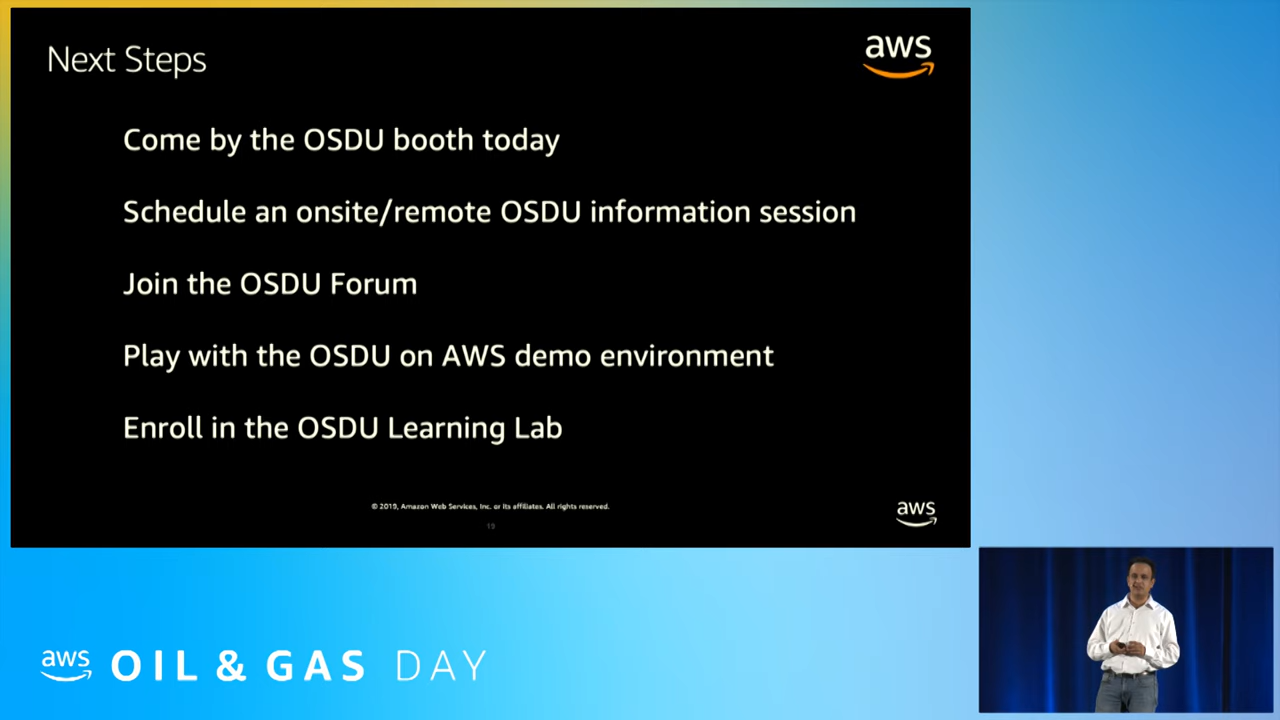 Next Steps
aws
Come by the OSDU booth today
Schedule an onsite/remote OSDU information session
Join the OSDU Forum
Play with the OSDU on AWS demo environment
Enroll in the OSDU Learning Lab
© 2019, Amazon Web Services, Inc. or its affiliates. All rights reserved.
19
aws
aws OIL & GAS DAY